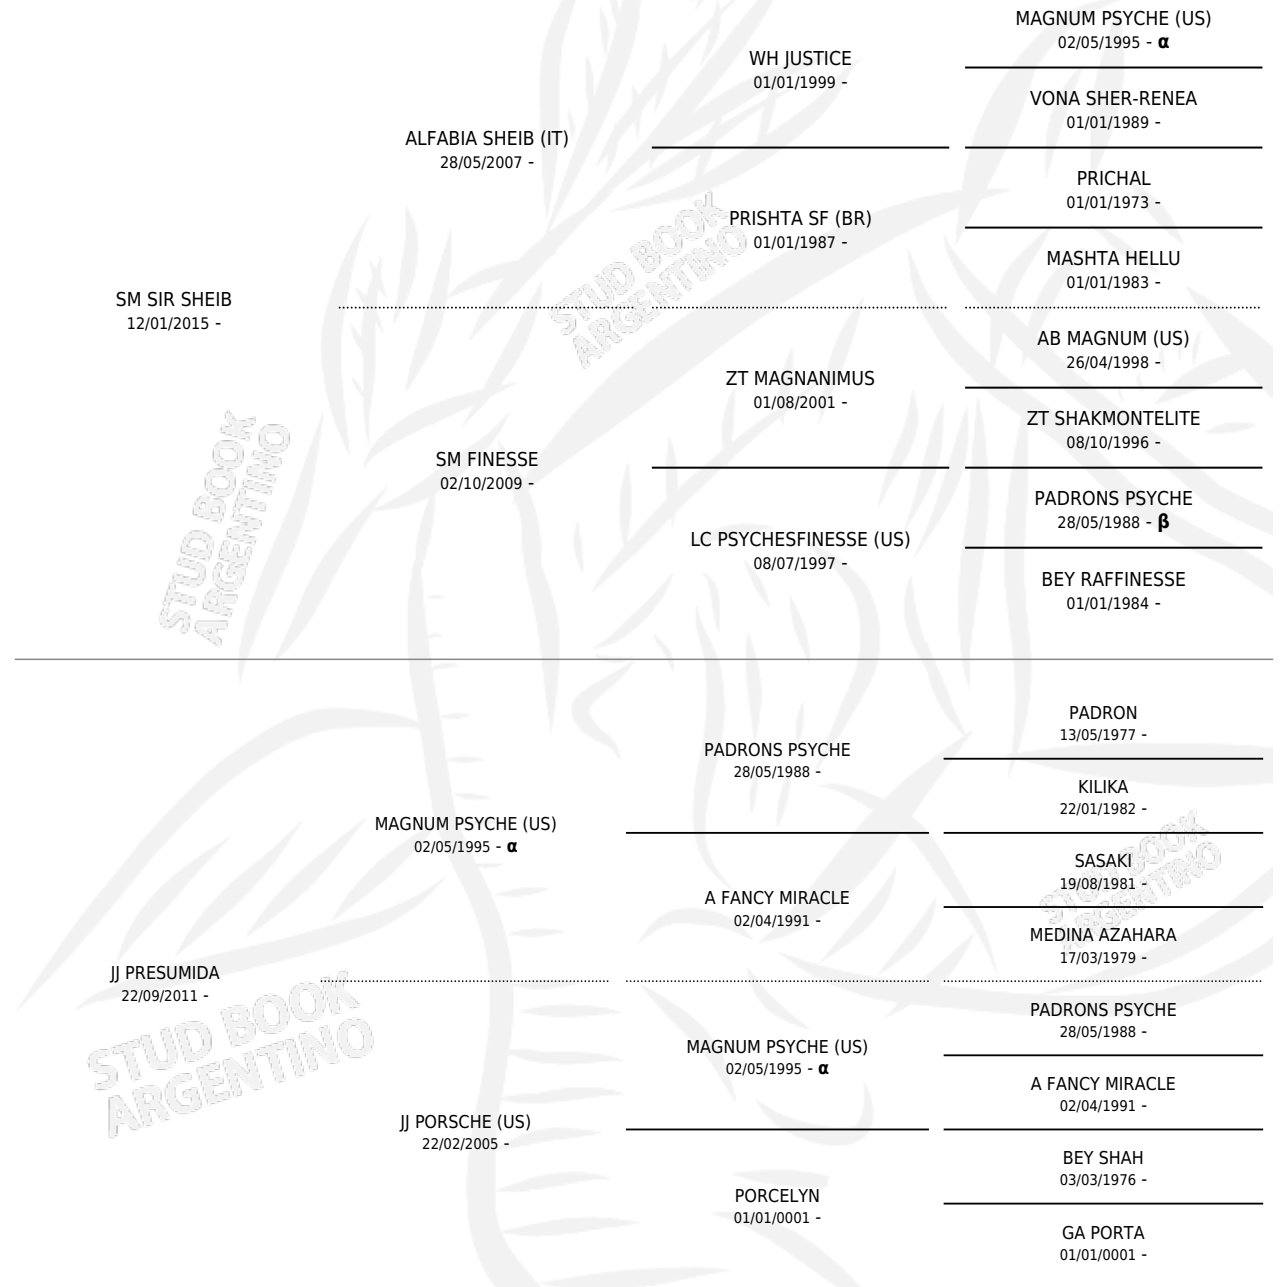 MAGNUM PSYCHE (US)
02/05/1995 - α
WH JUSTICE
01/01/1999 -
VONA SHER-RENEA
01/01/1989 -
ALFABIA SHEIB (IT)
28/05/2007 -
PRICHAL
01/01/1973 -
PRISHTA SF (BR)
01/01/1987 -
MASHTA HELLU
01/01/1983 -
SM SIR SHEIB
12/01/2015 -
STUD BOOK
ARGENTINO
AB MAGNUM (US)
26/04/1998 -
ZT MAGNANIMUS
01/08/2001 -
ZT SHAKMONTELITE
08/10/1996 -
SM FINESSE
02/10/2009 -
PADRONS PSYCHE
28/05/1988 - β
LC PSYCHESFINESSE (US)
08/07/1997 -
BEY RAFFINESSE
01/01/1984 -
STUD BOOK
ARGENTINO
PADRON
13/05/1977 -
PADRONS PSYCHE
28/05/1988 -
KILIKA
22/01/1982 -
MAGNUM PSYCHE (US)
02/05/1995 - α
SASAKI
19/08/1981 -
A FANCY MIRACLE
02/04/1991 -
MEDINA AZAHARA
17/03/1979 -
STUD BOOK
ARGENTINO
JJ PRESUMIDA
22/09/2011 -
PADRONS PSYCHE
28/05/1988 -
MAGNUM PSYCHE (US)
02/05/1995 - α
A FANCY MIRACLE
02/04/1991 -
STUD BOOK
ARGENTINO
JJ PORSCHE (US)
22/02/2005 -
BEY SHAH
03/03/1976 -
PORCELYN
01/01/0001 -
GA PORTA
01/01/0001 -